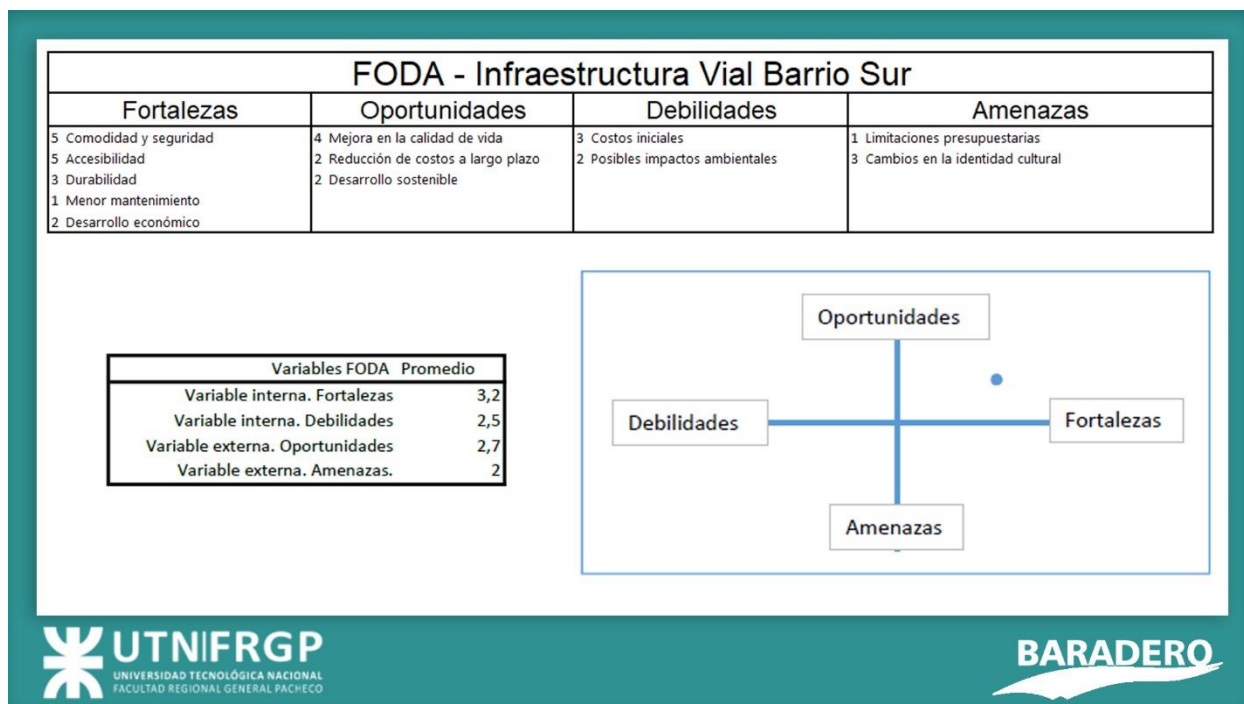 FODA - Infraestructura Vial Barrio Sur
Fortalezas
Oportunidades
Debilidades
Amenazas
5 Comodidad y seguridad
5 Accesibilidad
3 Durabilidad
1 Menor mantenimiento
2 Desarrollo económico
4 Mejora en la calidad de vida
2 Reducción de costos a largo plazo
2 Desarrollo sostenible
3 Costos iniciales
2 Posibles impactos ambientales
1 Limitaciones presupuestarias
3 Cambios en la identidad cultural
Variables FODA Promedio
Variable interna. Fortalezas 3,2
Variable interna. Debilidades 2,5
Variable externa. Oportunidades 2,7
Variable externa. Amenazas. 2
Oportunidades
Debilidades
Fortalezas
Amenazas
UTN|FRGP
UNIVERSIDAD TECNOLÓGICA NACIONAL
FACULTAD REGIONAL GENERAL PACHECO
BARADERO